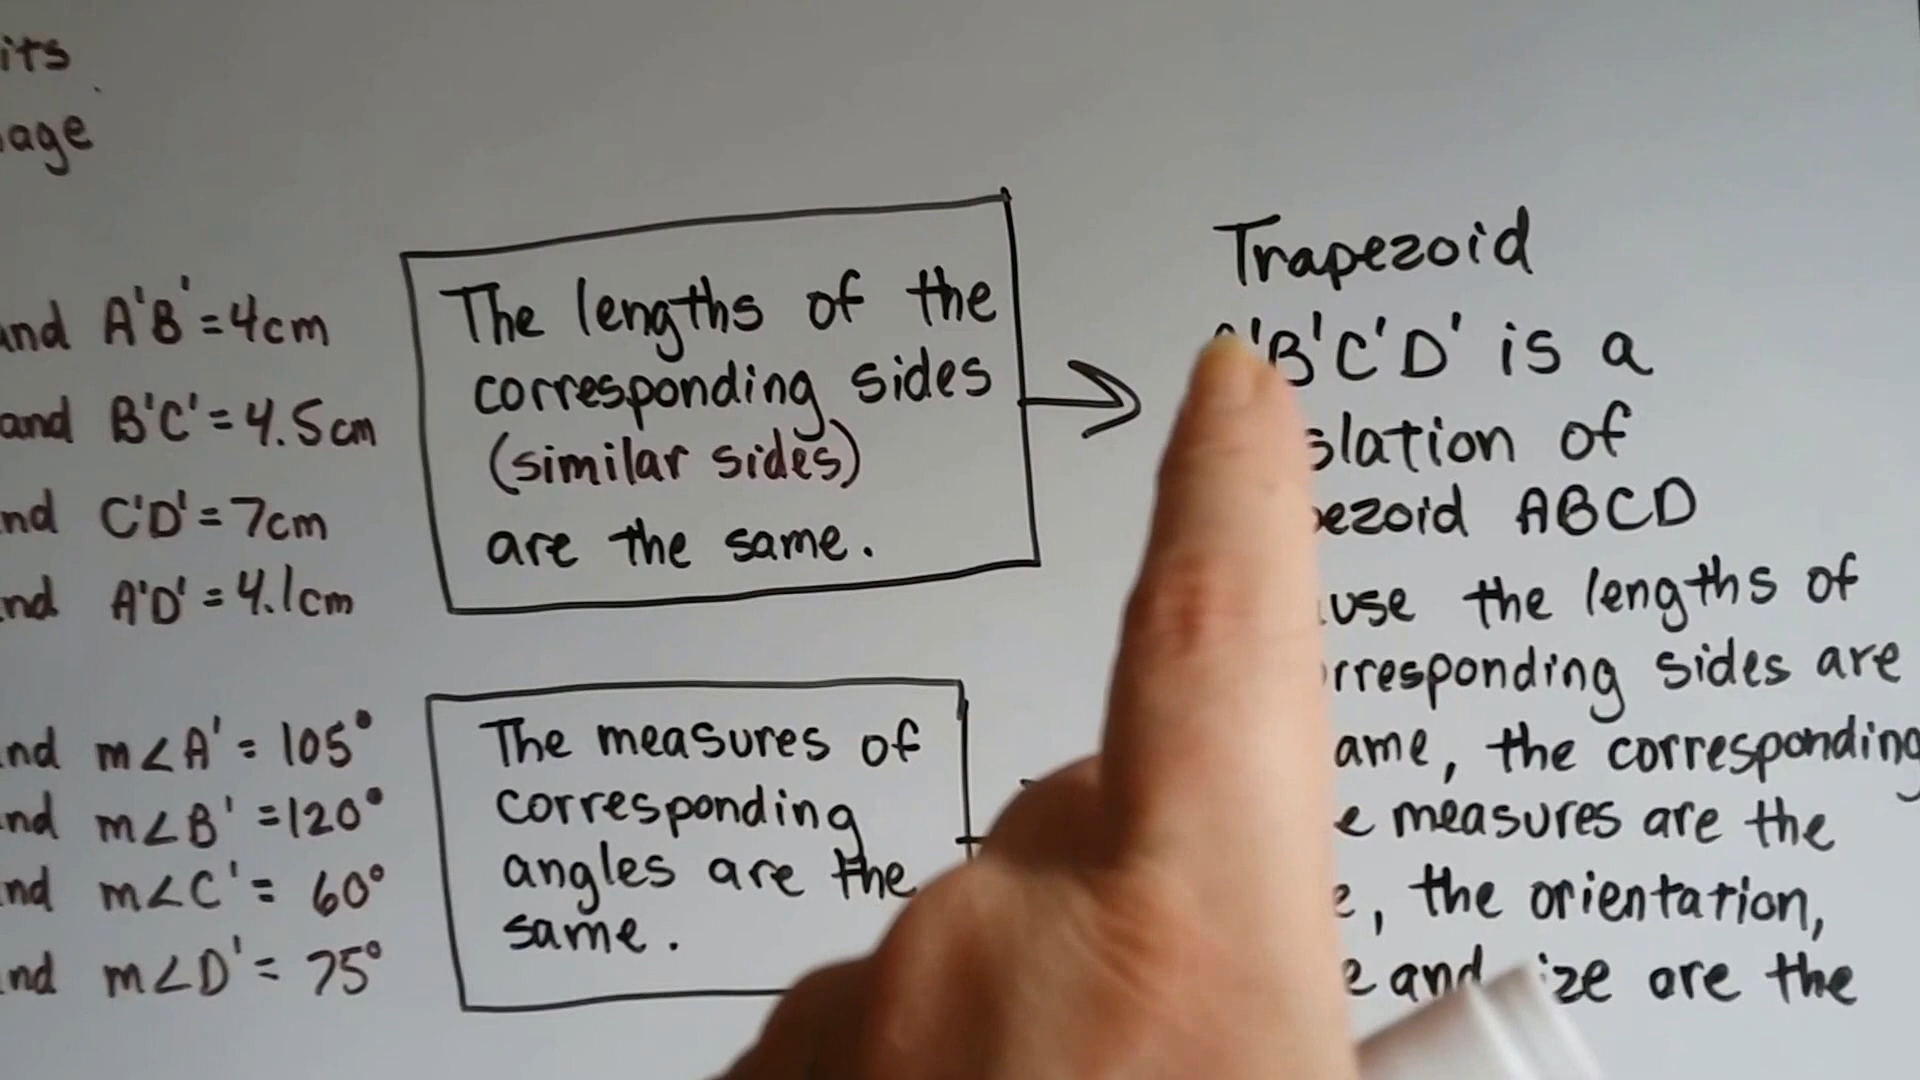 its
age
and A'B' = 4cm
and B'C' = 4.5cm
nd C'D' = 7cm
nd A'D' = 4.1cm
nd m∠A' = 105°
nd m∠B' = 120°
nd m∠C' = 60°
nd m∠D' = 75°
The lengths of the
corresponding sides
(similar sides)
are the same.
The measures of
corresponding
angles are the
same.
Trapezoid
'B'C'D' is a
slation of
ezoid ABCD
use the lengths of
rresponding sides are
ame, the corresponding
e measures are the
e, the orientation,
e and ize are the